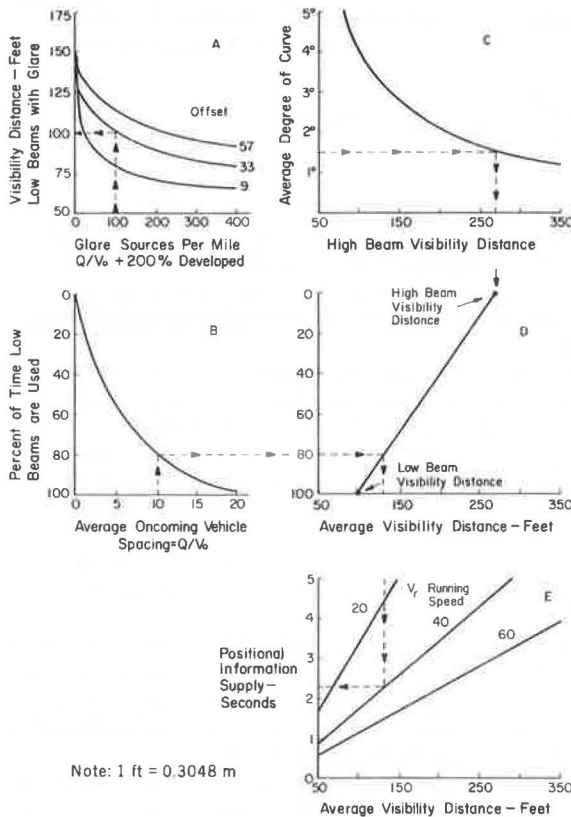 Visibility Distance – Feet
Low Beams with Glare
175
150
125
100
75
50
A
Offset
57
33
9
0
100
200
300
400
Glare Sources Per Mile
Q/Vo + 200% Developed
Average Degree of Curve
5°
4°
3°
2°
1°
C
50
150
250
350
High Beam Visibility Distance
Percent of Time Low
Beams are Used
0
20
40
60
80
100
B
0
5
10
15
20
Average Oncoming Vehicle
Spacing=Q/Vo
0
20
40
60
80
100
High Beam
Visibility
Distance
D
Low Beam
Visibility Distance
50
150
250
350
Average Visibility Distance – Feet
Positional
Information
Supply –
Seconds
5
4
3
2
1
0
Vr Running
Speed
20
40
60
E
50
150
250
350
Average Visibility Distance – Feet
Note: 1 ft = 0.3048 m